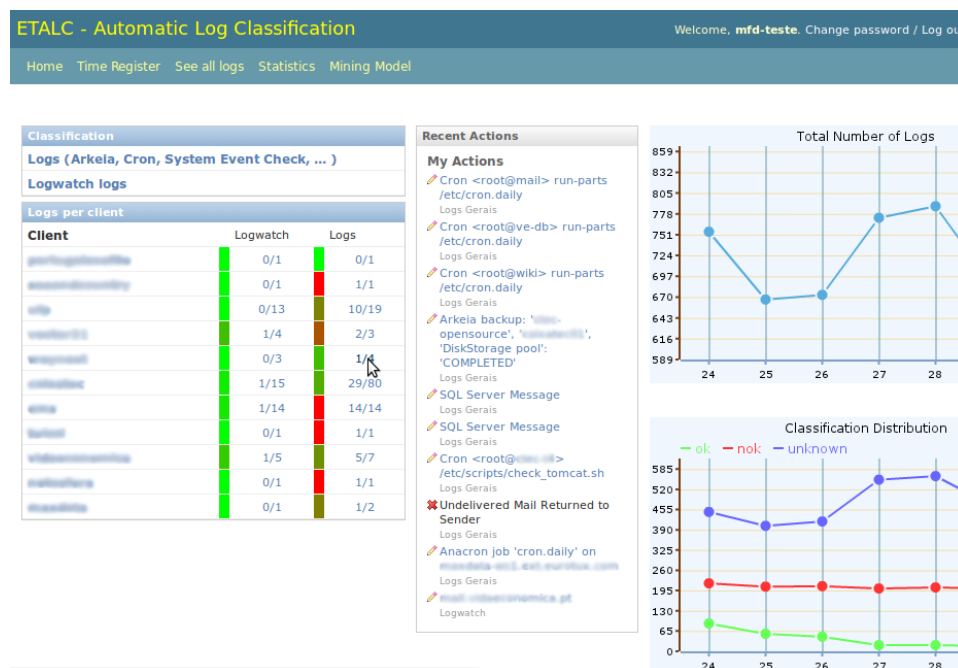 ETALC - Automatic Log Classification
Welcome, mfd-teste. Change password / Log
Home Time Register See all logs Statistics Mining Model
Classification
Logs (Arkeia, Cron, System Event Check, ... )
Logwatch logs
Logs per client
Client Logwatch Logs
0/1 0/1
0/1 1/1
0/13 10/19
1/4 2/3
0/3 1/4
1/15 29/80
1/14 14/14
0/1 1/1
1/5 5/7
0/1 1/1
0/1 1/2
Recent Actions
My Actions
Cron <root@mail> run-parts
/etc/cron.daily
Logs Gerais
Cron <root@ve-db> run-parts
/etc/cron.daily
Logs Gerais
Cron <root@wiki> run-parts
/etc/cron.daily
Logs Gerais
Arkeia backup: '
opensource', ' ',
'DiskStorage pool':
'COMPLETED'
Logs Gerais
SQL Server Message
Logs Gerais
SQL Server Message
Logs Gerais
Cron <root@ >
/etc/scripts/check_tomcat.sh
Logs Gerais
Undelivered Mail Returned to
Sender
Logs Gerais
Anacron job 'cron.daily' on
Logs Gerais
Logwatch
Total Number of Logs
859
832
805
778
751
724
697
670
643
616
589
24 25 26 27 28
Classification Distribution
ok nok unknown
585
520
455
390
325
260
195
130
65
0
24 25 26 27 28